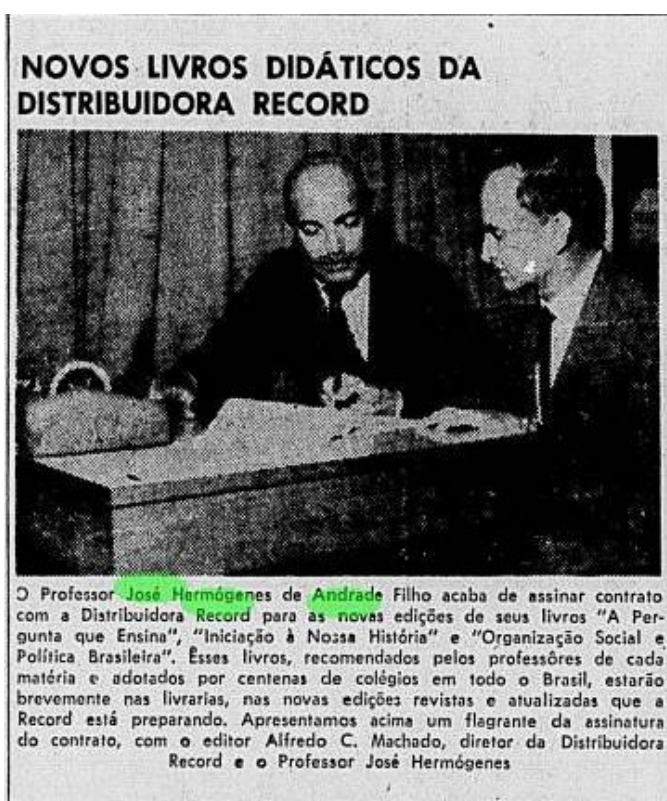 NOVOS LIVROS DIDÁTICOS DA
DISTRIBUIDORA RECORD
O Professor José Hermógenes de Andrade Filho acaba de assinar contrato
com a Distribuidora Record para as novas edições de seus livros "A Per-
gunta que Ensina", "Iniciação à Nossa História" e "Organização Social e
Política Brasileira". Êsses livros, recomendados pelos professôres de cada
matéria e adotados por centenas de colégios em todo o Brasil, estarão
brevemente nas livrarias, nas novas edições revistas e atualizadas que a
Record está preparando. Apresentamos acima um flagrante da assinatura
do contrato, com o editor Alfredo C. Machado, diretor da Distribuidora
Record e o Professor José Hermógenes